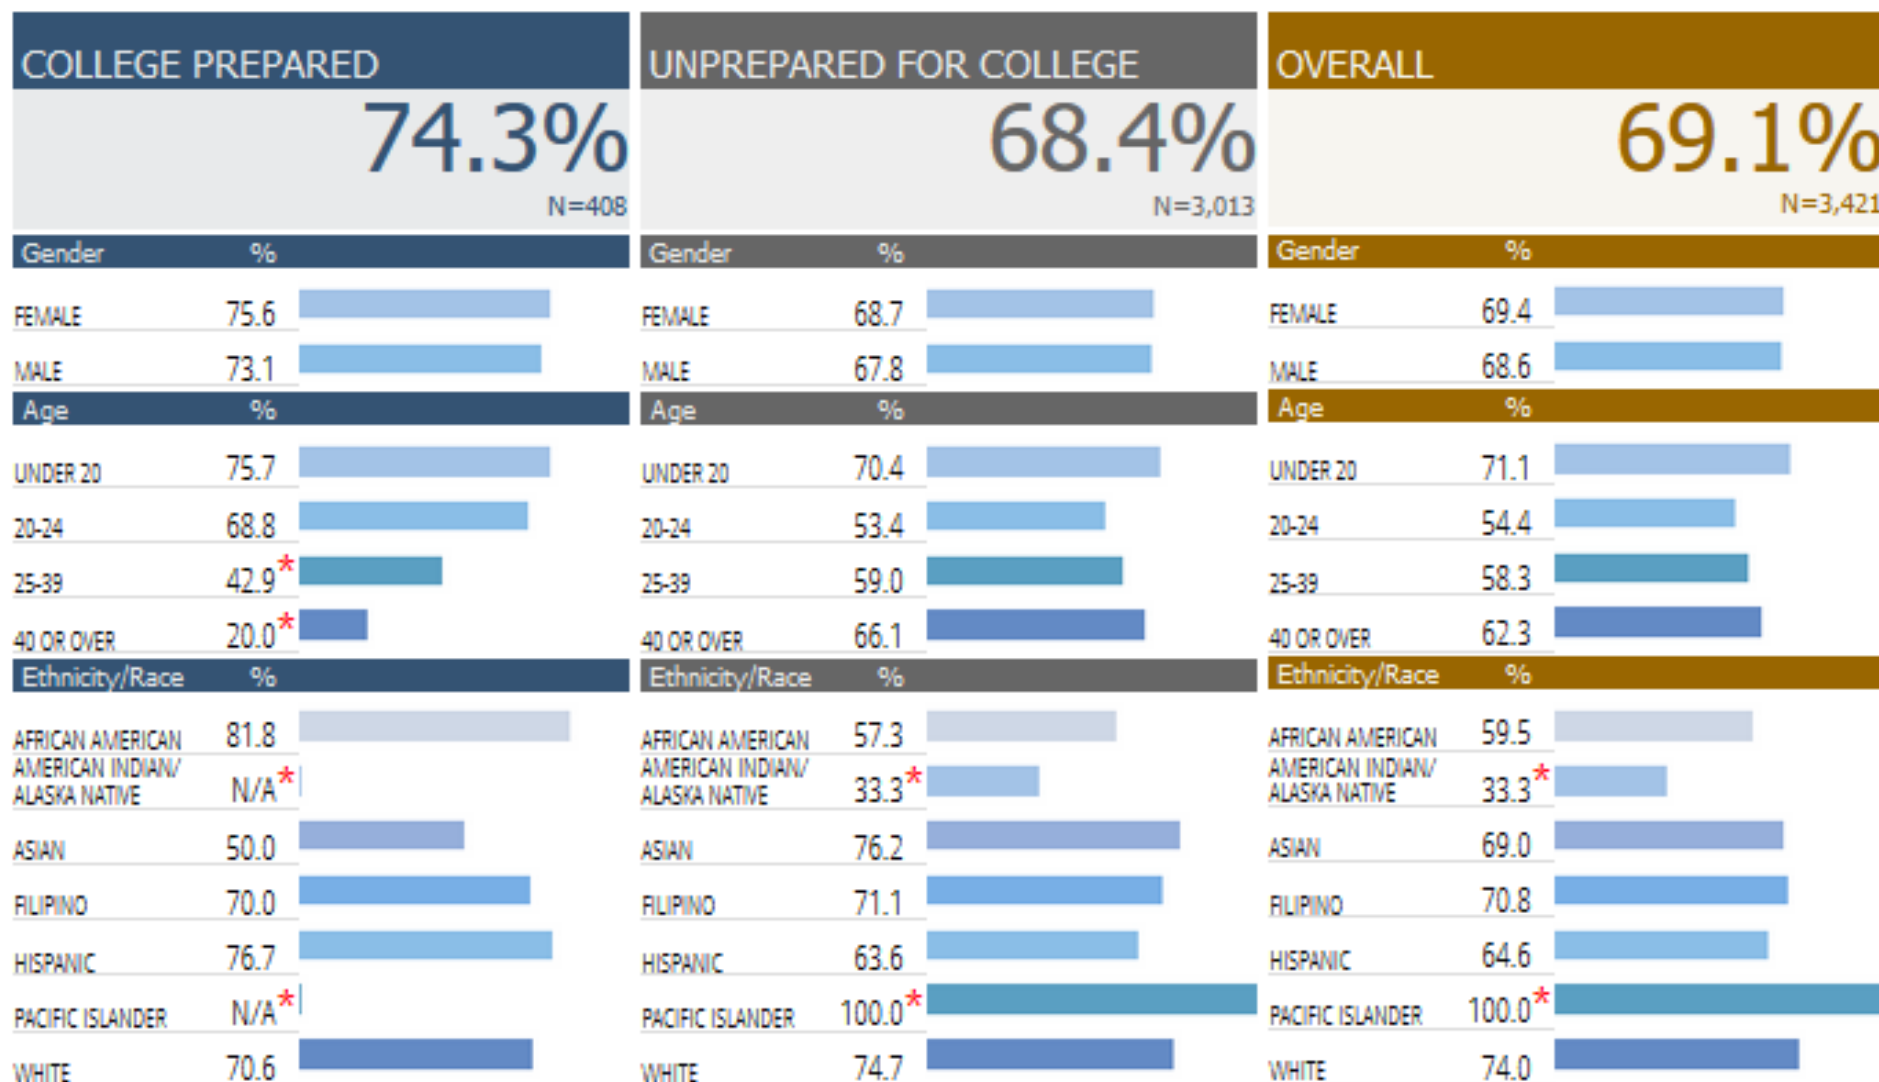 COLLEGE PREPARED
74.3%
N=408
Gender %
FEMALE 75.6
MALE 73.1
Age %
UNDER 20 75.7
20-24 68.8
25-39 42.9*
40 OR OVER 20.0*
Ethnicity/Race %
AFRICAN AMERICAN 81.8
AMERICAN INDIAN/
ALASKA NATIVE N/A*
ASIAN 50.0
FILIPINO 70.0
HISPANIC 76.7
PACIFIC ISLANDER N/A*
WHITE 70.6
UNPREPARED FOR COLLEGE
68.4%
N=3,013
Gender %
FEMALE 68.7
MALE 67.8
Age %
UNDER 20 70.4
20-24 53.4
25-39 59.0
40 OR OVER 66.1
Ethnicity/Race %
AFRICAN AMERICAN 57.3
AMERICAN INDIAN/
ALASKA NATIVE 33.3*
ASIAN 76.2
FILIPINO 71.1
HISPANIC 63.6
PACIFIC ISLANDER 100.0*
WHITE 74.7
OVERALL
69.1%
N=3,421
Gender %
FEMALE 69.4
MALE 68.6
Age %
UNDER 20 71.1
20-24 54.4
25-39 58.3
40 OR OVER 62.3
Ethnicity/Race %
AFRICAN AMERICAN 59.5
AMERICAN INDIAN/
ALASKA NATIVE 33.3*
ASIAN 69.0
FILIPINO 70.8
HISPANIC 64.6
PACIFIC ISLANDER 100.0*
WHITE 74.0